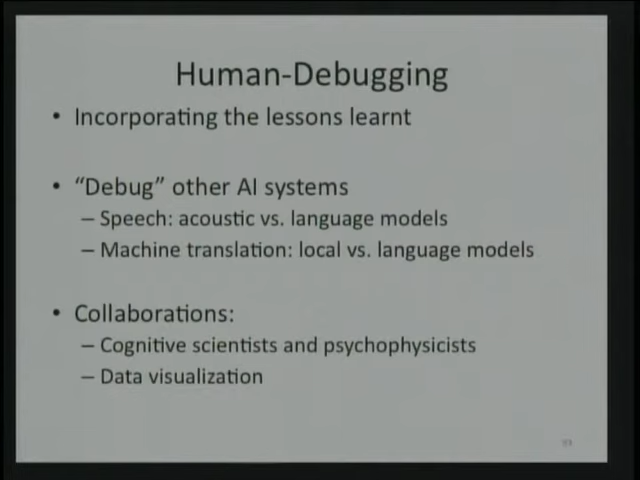 Human-Debugging
• Incorporating the lessons learnt
• “Debug” other AI systems
– Speech: acoustic vs. language models
– Machine translation: local vs. language models
• Collaborations:
– Cognitive scientists and psychophysicists
– Data visualization